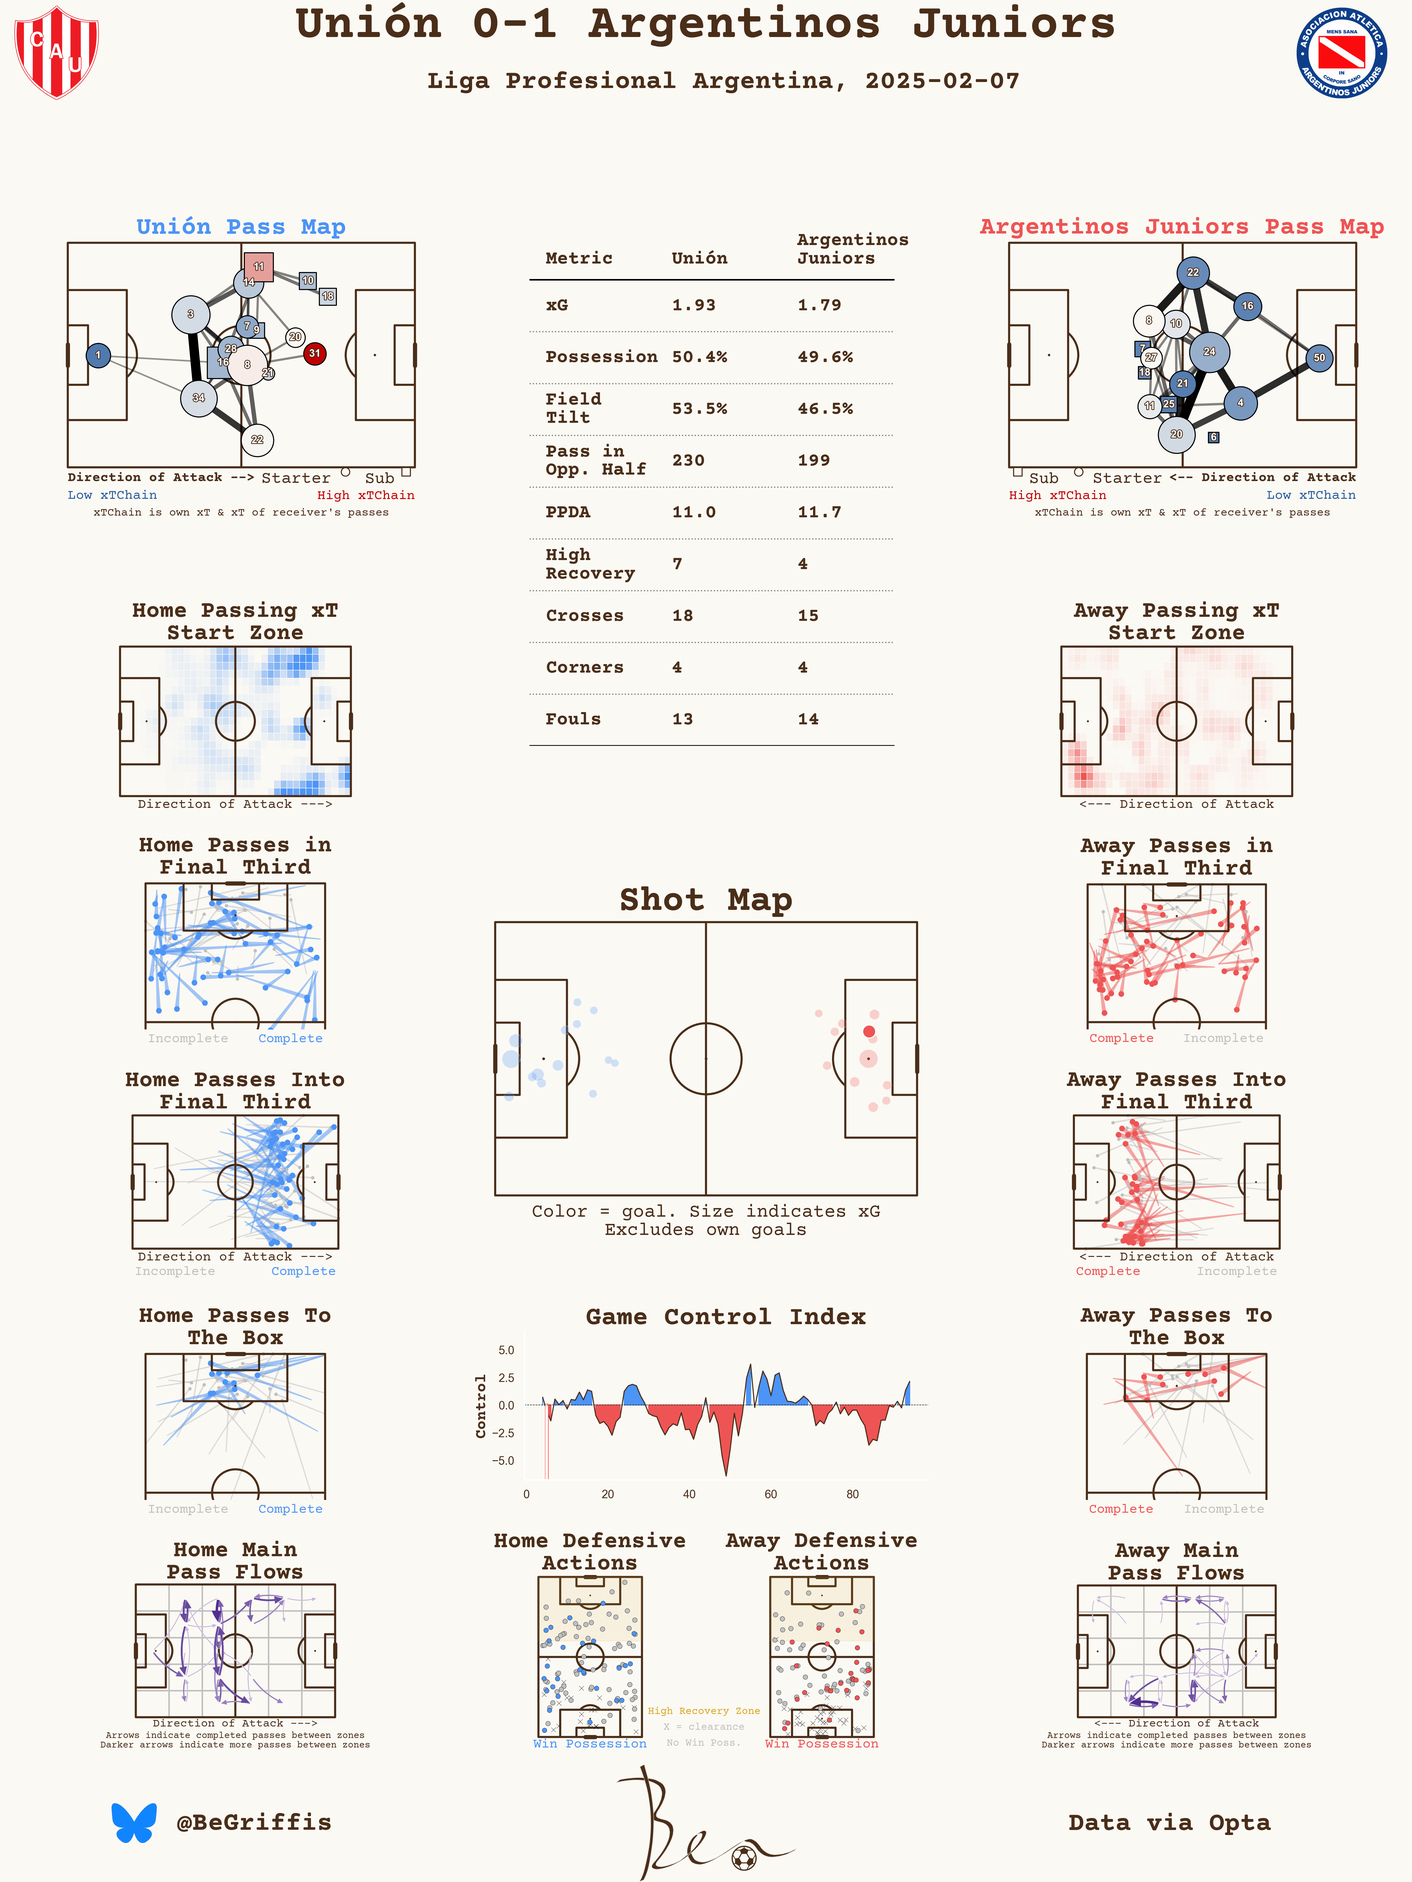 Unión 0-1 Argentinos Juniors
Liga Profesional Argentina, 2025-02-07
CAU
ASOCIACION ATLETICA
MENS SANA
IN
CORPORE SANO
ARGENTINOS JUNIORS
Unión Pass Map
11
14
10
18
3
7
9
20
28
1
16
8
31
21
34
22
Direction of Attack --> Starter Sub
Low xTChain High xTChain
xTChain is own xT & xT of receiver's passes
Metric Unión Argentinos Juniors
xG 1.93 1.79
Possession 50.4% 49.6%
Field Tilt 53.5% 46.5%
Pass in Opp. Half 230 199
PPDA 11.0 11.7
High Recovery 7 4
Crosses 18 15
Corners 4 4
Fouls 13 14
Argentinos Juniors Pass Map
22
16
8
10
7
27
24
50
18
21
11
25
4
20
6
Sub Starter <-- Direction of Attack
High xTChain Low xTChain
xTChain is own xT & xT of receiver's passes
Home Passing xT
Start Zone
Direction of Attack --->
Away Passing xT
Start Zone
<--- Direction of Attack
Home Passes in
Final Third
Incomplete Complete
Away Passes in
Final Third
Complete Incomplete
Shot Map
Color = goal. Size indicates xG
Excludes own goals
Home Passes Into
Final Third
Direction of Attack --->
Incomplete Complete
Away Passes Into
Final Third
<--- Direction of Attack
Complete Incomplete
Home Passes To
The Box
Incomplete Complete
Game Control Index
Control
5.0
2.5
0.0
−2.5
−5.0
0 20 40 60 80
Away Passes To
The Box
Complete Incomplete
Home Main
Pass Flows
Direction of Attack --->
Arrows indicate completed passes between zones
Darker arrows indicate more passes between zones
Home Defensive
Actions
Win Possession
Away Defensive
Actions
Win Possession
High Recovery Zone
X = clearance
No Win Poss.
Away Main
Pass Flows
<--- Direction of Attack
Arrows indicate completed passes between zones
Darker arrows indicate more passes between zones
@BeGriffis
Ben
Data via Opta